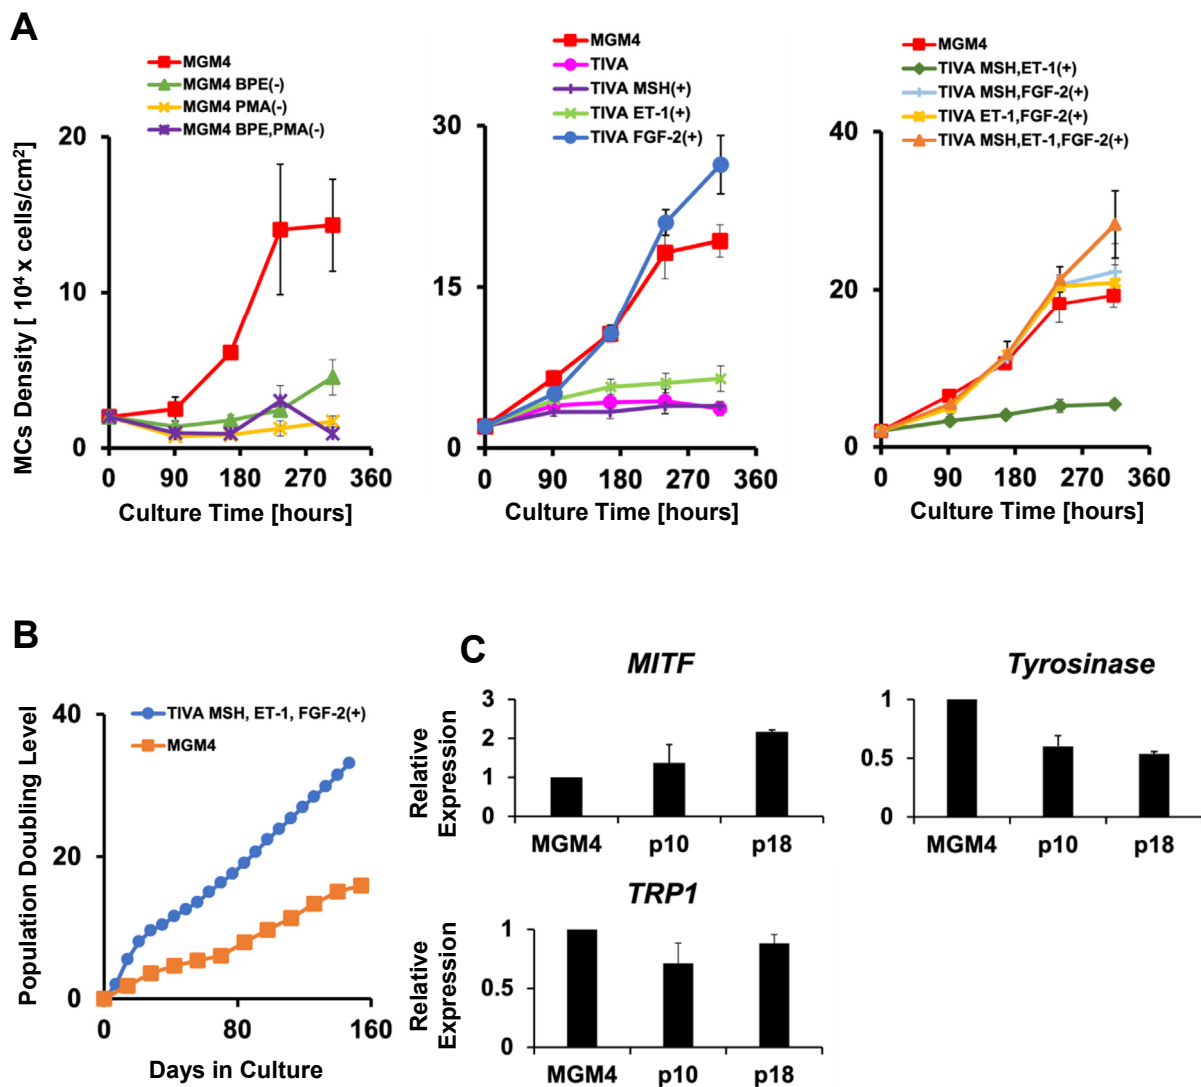 A
MGM4
MGM4 BPE(-)
MGM4 PMA(-)
MGM4 BPE,PMA(-)
20
10
0
0 90 180 270 360
MCs Density [ 10⁴ x cells/cm²]
Culture Time [hours]
MGM4
TIVA
TIVA MSH(+)
TIVA ET-1(+)
TIVA FGF-2(+)
30
15
0
0 90 180 270 360
Culture Time [hours]
MGM4
TIVA MSH,ET-1(+)
TIVA MSH,FGF-2(+)
TIVA ET-1,FGF-2(+)
TIVA MSH,ET-1,FGF-2(+)
40
20
0
0 90 180 270 360
Culture Time [hours]
B
TIVA MSH, ET-1, FGF-2(+)
MGM4
40
20
0
0 80 160
Population Doubling Level
Days in Culture
C
MITF
3
2
1
0
Relative
Expression
MGM4 p10 p18
Tyrosinase
1
0.5
0
MGM4 p10 p18
TRP1
1
0.5
0
Relative
Expression
MGM4 p10 p18